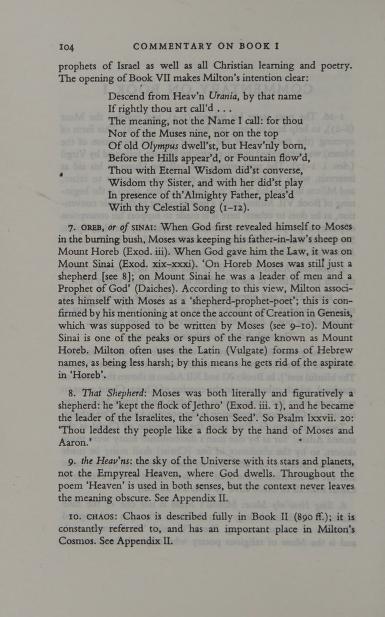 104 COMMENTARY ON BOOK I
prophets of Israel as well as all Christian learning and poetry.
The opening of Book VII makes Milton's intention clear:
Descend from Heav'n Urania, by that name
If rightly thou art call'd . . .
The meaning, not the Name I call: for thou
Nor of the Muses nine, nor on the top
Of old Olympus dwell'st, but Heav'nly born,
Before the Hills appear'd, or Fountain flow'd,
Thou with Eternal Wisdom did'st converse,
Wisdom thy Sister, and with her did'st play
In presence of th'Almighty Father, pleas'd
With thy Celestial Song (1–12).
7. OREB, or of SINAI: When God first revealed himself to Moses
in the burning bush, Moses was keeping his father-in-law's sheep on
Mount Horeb (Exod. iii). When God gave him the Law, it was on
Mount Sinai (Exod. xix–xxxi). 'On Horeb Moses was still just a
shepherd [see 8]; on Mount Sinai he was a leader of men and a
Prophet of God' (Daiches). According to this view, Milton associ-
ates himself with Moses as a 'shepherd-prophet-poet'; this is con-
firmed by his mentioning at once the account of Creation in Genesis,
which was supposed to be written by Moses (see 9–10). Mount
Sinai is one of the peaks or spurs of the range known as Mount
Horeb. Milton often uses the Latin (Vulgate) forms of Hebrew
names, as being less harsh; by this means he gets rid of the aspirate
in 'Horeb'.
8. That Shepherd: Moses was both literally and figuratively a
shepherd: he 'kept the flock of Jethro' (Exod. iii. 1), and he became
the leader of the Israelites, the 'chosen Seed'. So Psalm lxxvii. 20:
'Thou leddest thy people like a flock by the hand of Moses and
Aaron.'
9. the Heav'ns: the sky of the Universe with its stars and planets,
not the Empyreal Heaven, where God dwells. Throughout the
poem 'Heaven' is used in both senses, but the context never leaves
the meaning obscure. See Appendix II.
10. CHAOS: Chaos is described fully in Book II (890 ff.); it is
constantly referred to, and has an important place in Milton's
Cosmos. See Appendix II.